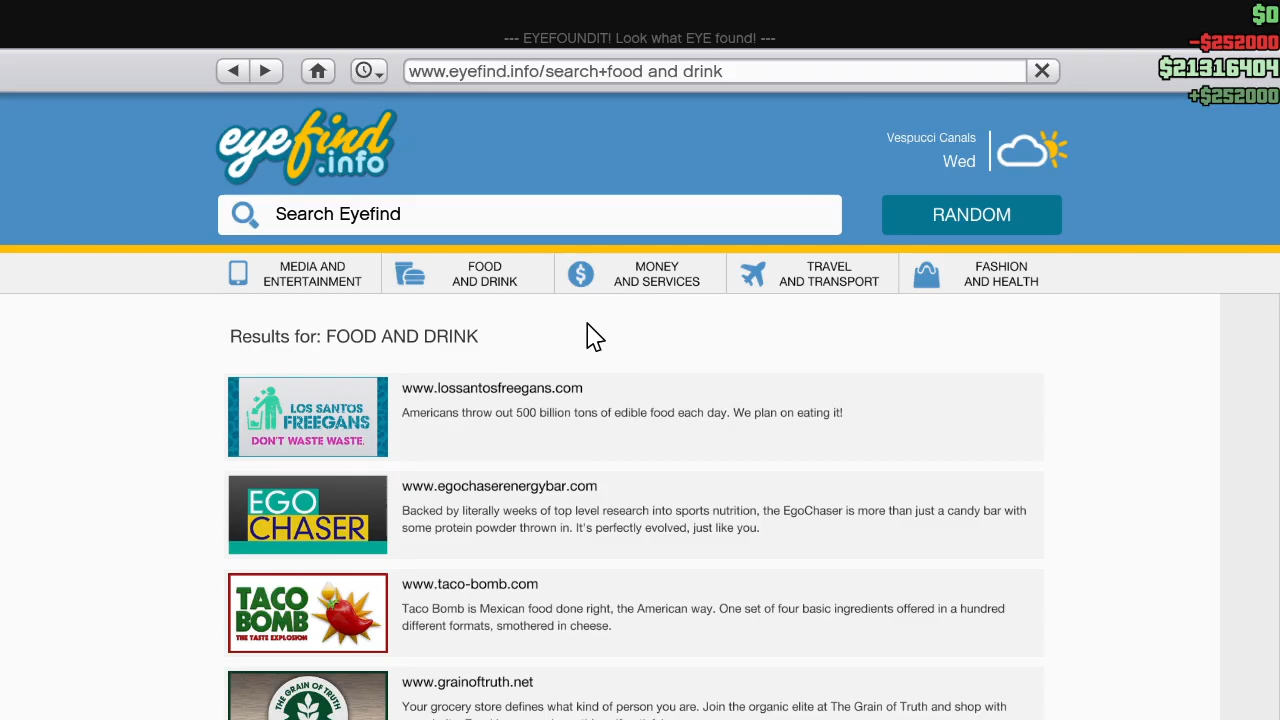 $0
--- EYEFOUNDIT! Look what EYE found! ---
-$252000
www.eyefind.info/search+food and drink
$21316404
+$252000
eyefind
.info
Vespucci Canals
Wed
Search Eyefind
RANDOM
MEDIA AND
ENTERTAINMENT
FOOD
AND DRINK
MONEY
AND SERVICES
TRAVEL
AND TRANSPORT
FASHION
AND HEALTH
Results for: FOOD AND DRINK
LOS SANTOS
FREEGANS
DON'T WASTE WASTE.
www.lossantosfreegans.com
Americans throw out 500 billion tons of edible food each day. We plan on eating it!
EGO
CHASER
www.egochaserenergybar.com
Backed by literally weeks of top level research into sports nutrition, the EgoChaser is more than just a candy bar with
some protein powder thrown in. It's perfectly evolved, just like you.
TACO
BOMB
THE TASTE EXPLOSION
www.taco-bomb.com
Taco Bomb is Mexican food done right, the American way. One set of four basic ingredients offered in a hundred
different formats, smothered in cheese.
THE GRAIN OF TRUTH
www.grainoftruth.net
Your grocery store defines what kind of person you are. Join the organic elite at The Grain of Truth and shop with